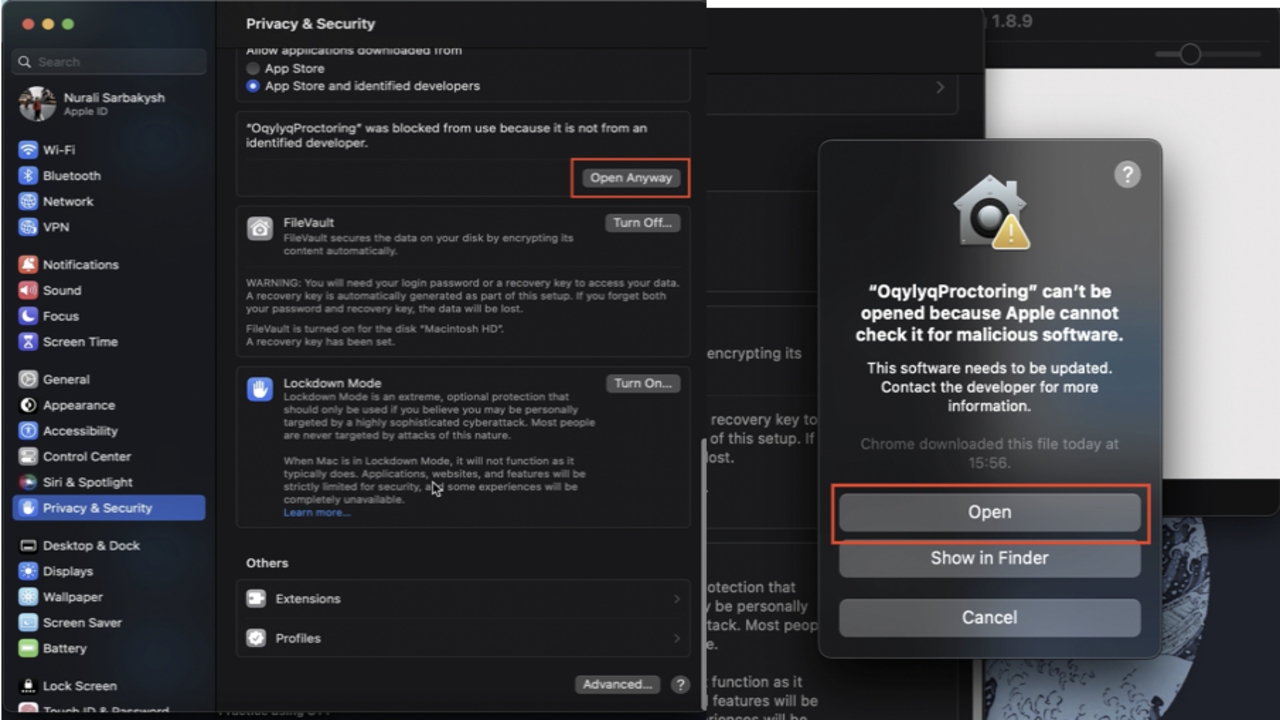 Privacy & Security
Search
Nurali Sarbakysh
Apple ID
Wi-Fi
Bluetooth
Network
VPN
Notifications
Sound
Focus
Screen Time
General
Appearance
Accessibility
Control Center
Siri & Spotlight
Privacy & Security
Desktop & Dock
Displays
Wallpaper
Screen Saver
Battery
Lock Screen
Touch ID & Password
Allow applications downloaded from
App Store
App Store and identified developers
“OqylyqProctoring” was blocked from use because it is not from an
identified developer.
Open Anyway
FileVault
Turn Off...
FileVault secures the data on your disk by encrypting its
content automatically.
WARNING: You will need your login password or a recovery key to access your data.
A recovery key is automatically generated as part of this setup. If you forget both
your password and recovery key, the data will be lost.
FileVault is turned on for the disk “Macintosh HD”.
A recovery key has been set.
Lockdown Mode
Turn On...
Lockdown Mode is an extreme, optional protection that
should only be used if you believe you may be personally
targeted by a highly sophisticated cyberattack. Most people
are never targeted by attacks of this nature.
When Mac is in Lockdown Mode, it will not function as it
typically does. Applications, websites, and features will be
strictly limited for security, and some experiences will be
completely unavailable.
Learn more...
Others
Extensions
Profiles
Advanced...
?
1.8.9
encrypting its
recovery key to
of this setup. If
ost.
otection that
be personally
tack. Most peop
e.
function as it
features will be
riences will be
?
“OqylyqProctoring” can’t be
opened because Apple cannot
check it for malicious software.
This software needs to be updated.
Contact the developer for more
information.
Chrome downloaded this file today at
15:56.
Open
Show in Finder
Cancel